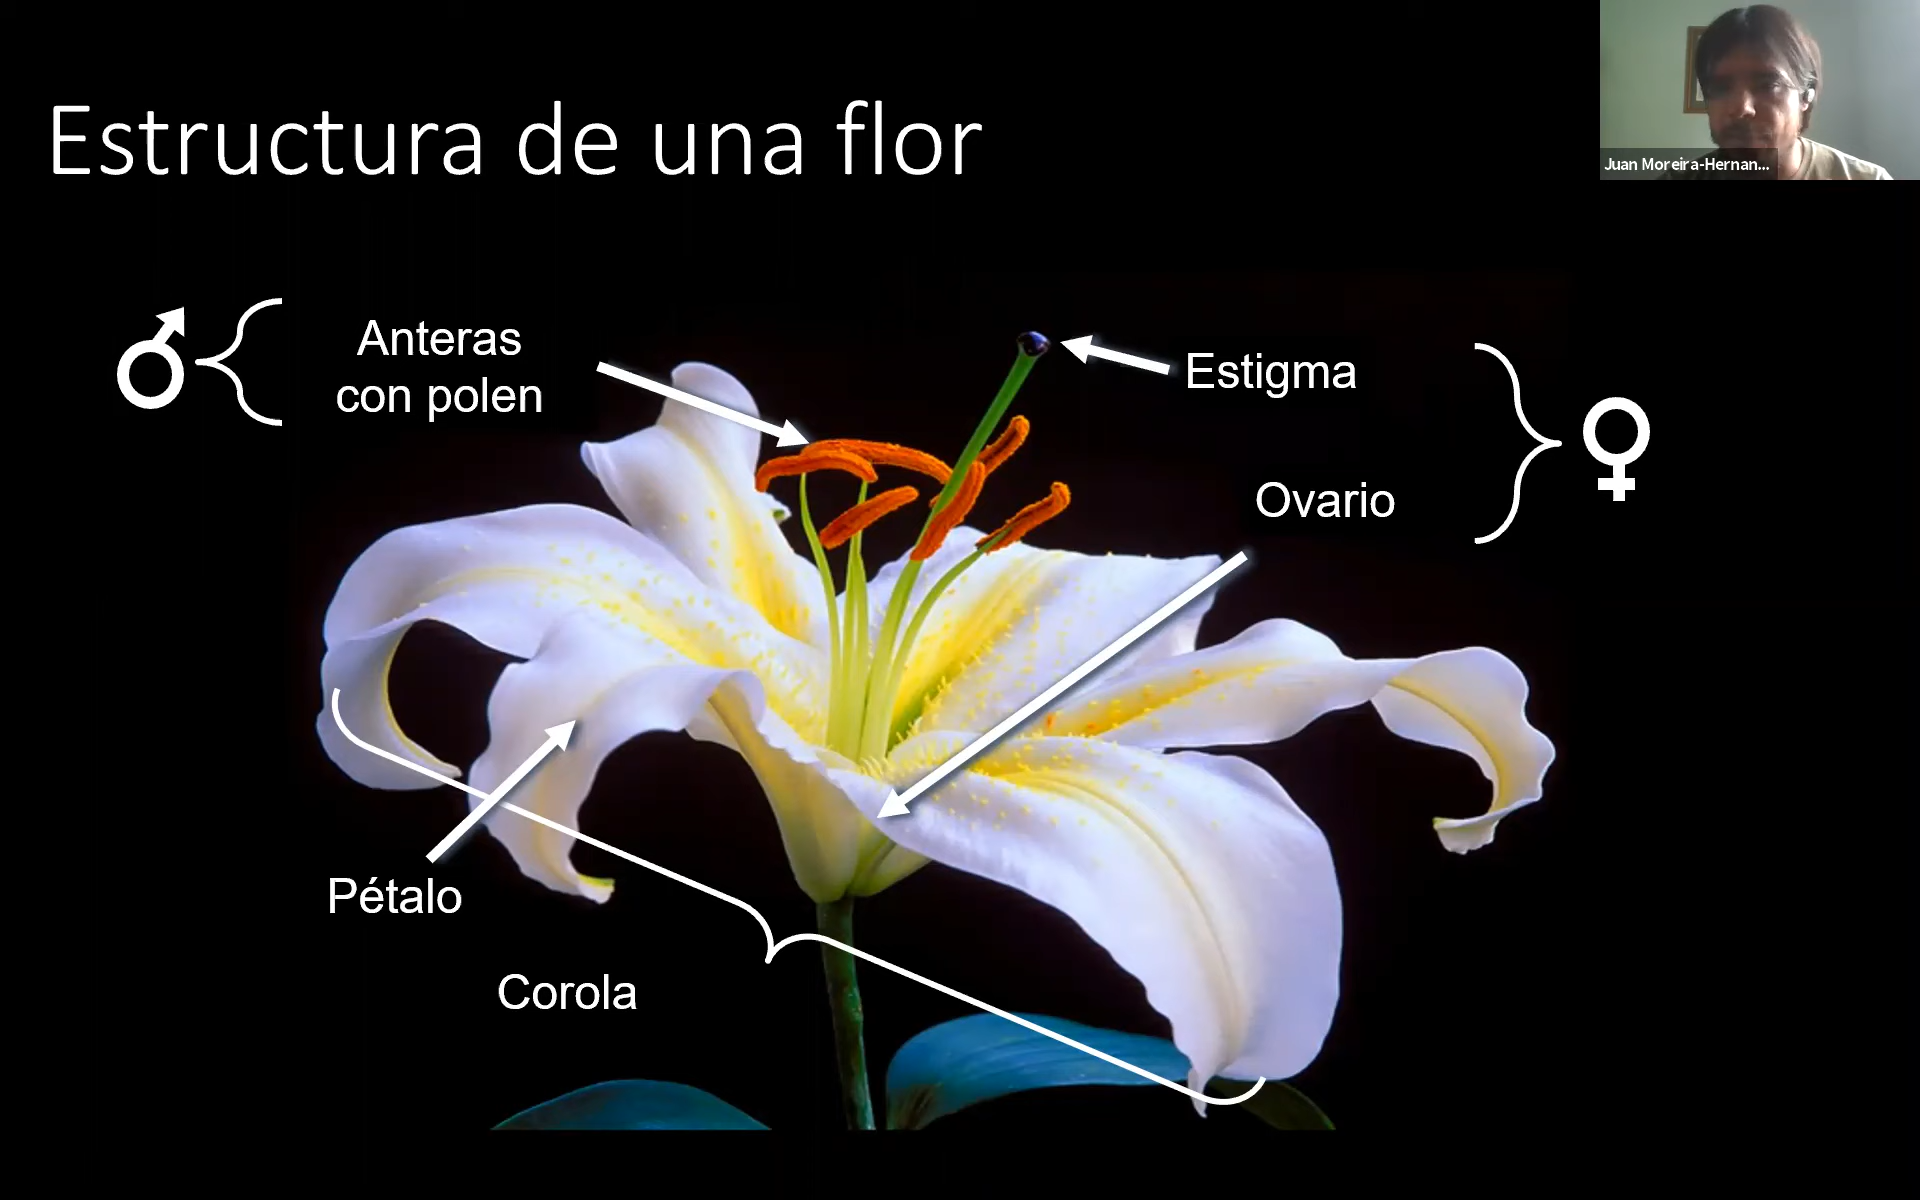 Estructura de una flor
Juan Moreira-Hernan...
Anteras
con polen
Estigma
Ovario
Pétalo
Corola